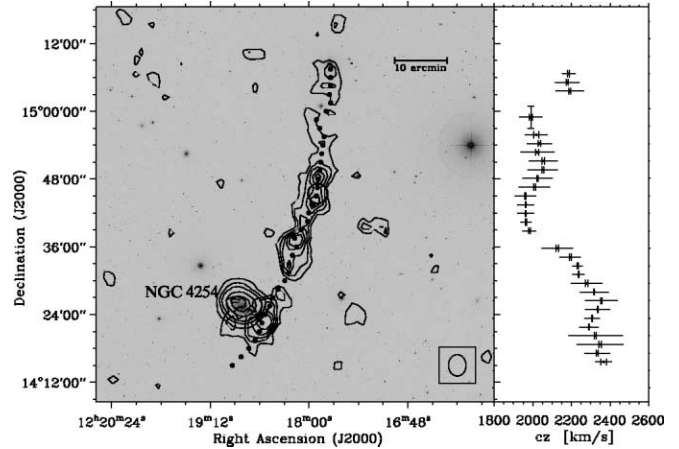 12'00"
10 arcmin
15°00'00"
48'00"
36'00"
NGC 4254
24'00"
14°12'00"
12h20m24s
19m12s
18m00s
16m48s
1800
2000
2200
2400
2600
Declination (J2000)
Right Ascension (J2000)
cz [km/s]